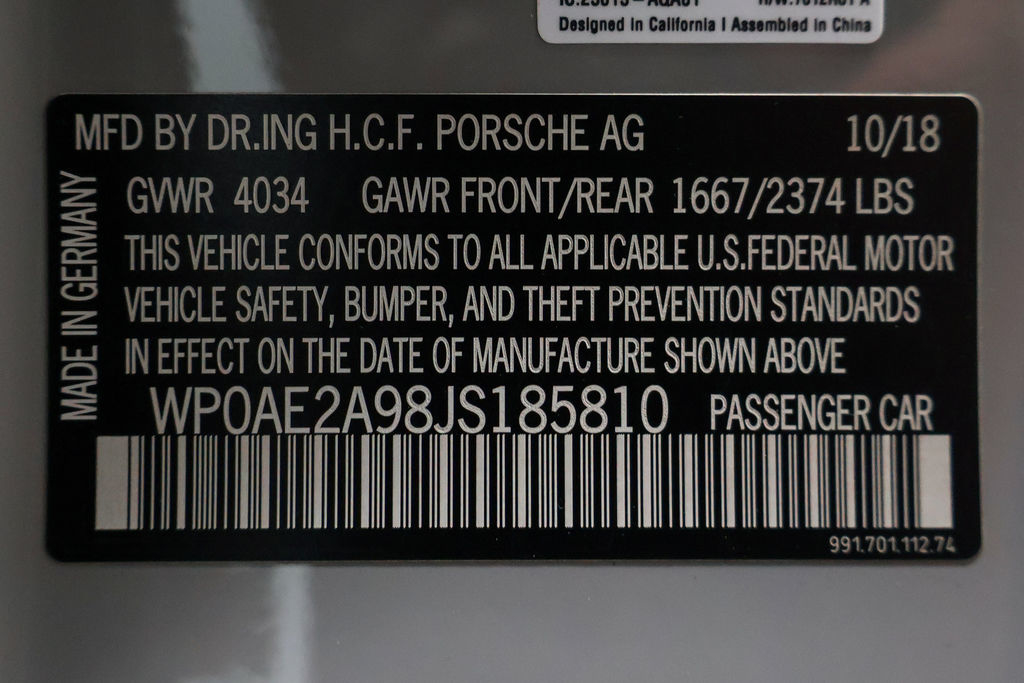 Designed in California | Assembled in China
MFD BY DR.ING H.C.F. PORSCHE AG 10/18
GVWR 4034 GAWR FRONT/REAR 1667/2374 LBS
THIS VEHICLE CONFORMS TO ALL APPLICABLE U.S.FEDERAL MOTOR
VEHICLE SAFETY, BUMPER, AND THEFT PREVENTION STANDARDS
IN EFFECT ON THE DATE OF MANUFACTURE SHOWN ABOVE
MADE IN GERMANY
WP0AE2A98JS185810 PASSENGER CAR
991.701.112.74